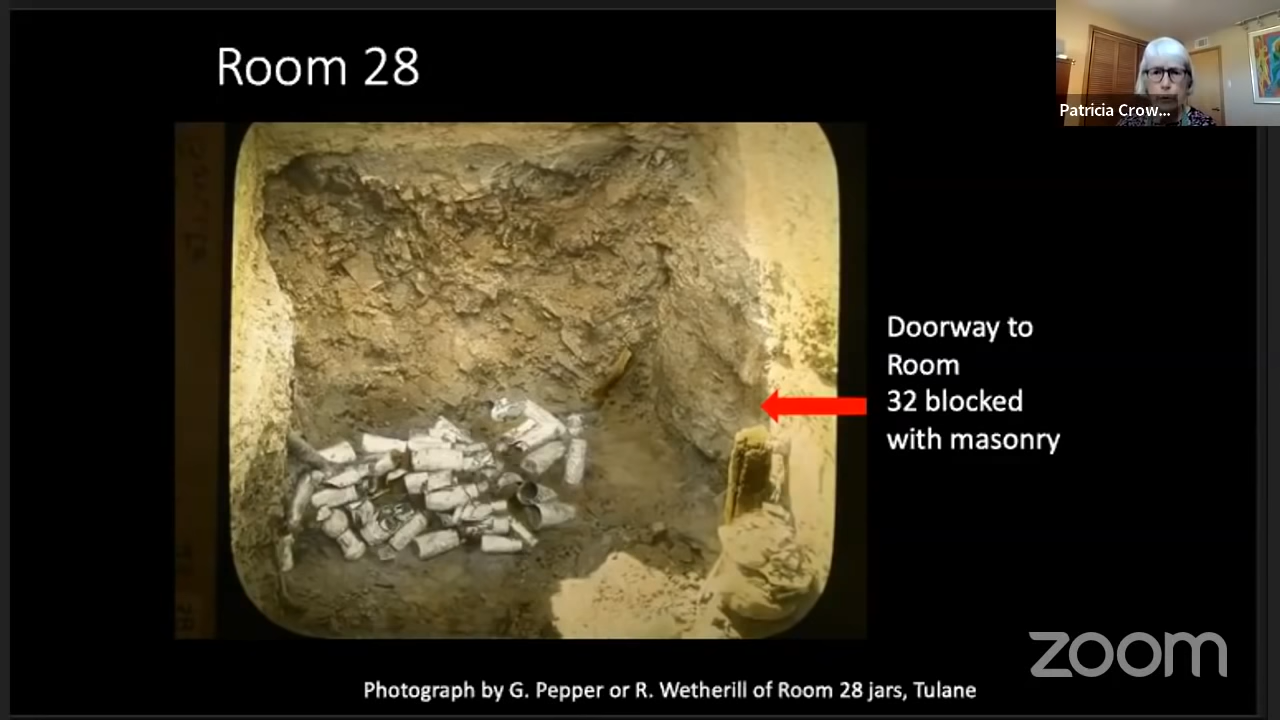 Room 28
Patricia Crow...
Doorway to
Room
32 blocked
with masonry
zoom
Photograph by G. Pepper or R. Wetherill of Room 28 jars, Tulane